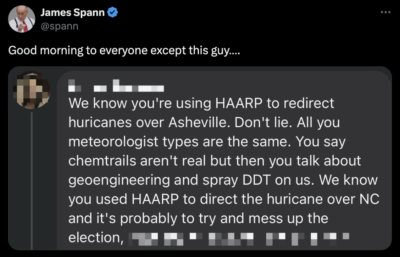 James Spann
@spann
Good morning to everyone except this guy....
We know you're using HAARP to redirect
huricanes over Asheville. Don't lie. All you
meteorologist types are the same. You say
chemtrails aren't real but then you talk about
geoengineering and spray DDT on us. We know
you used HAARP to direct the huricane over NC
and it's probably to try and mess up the
election,